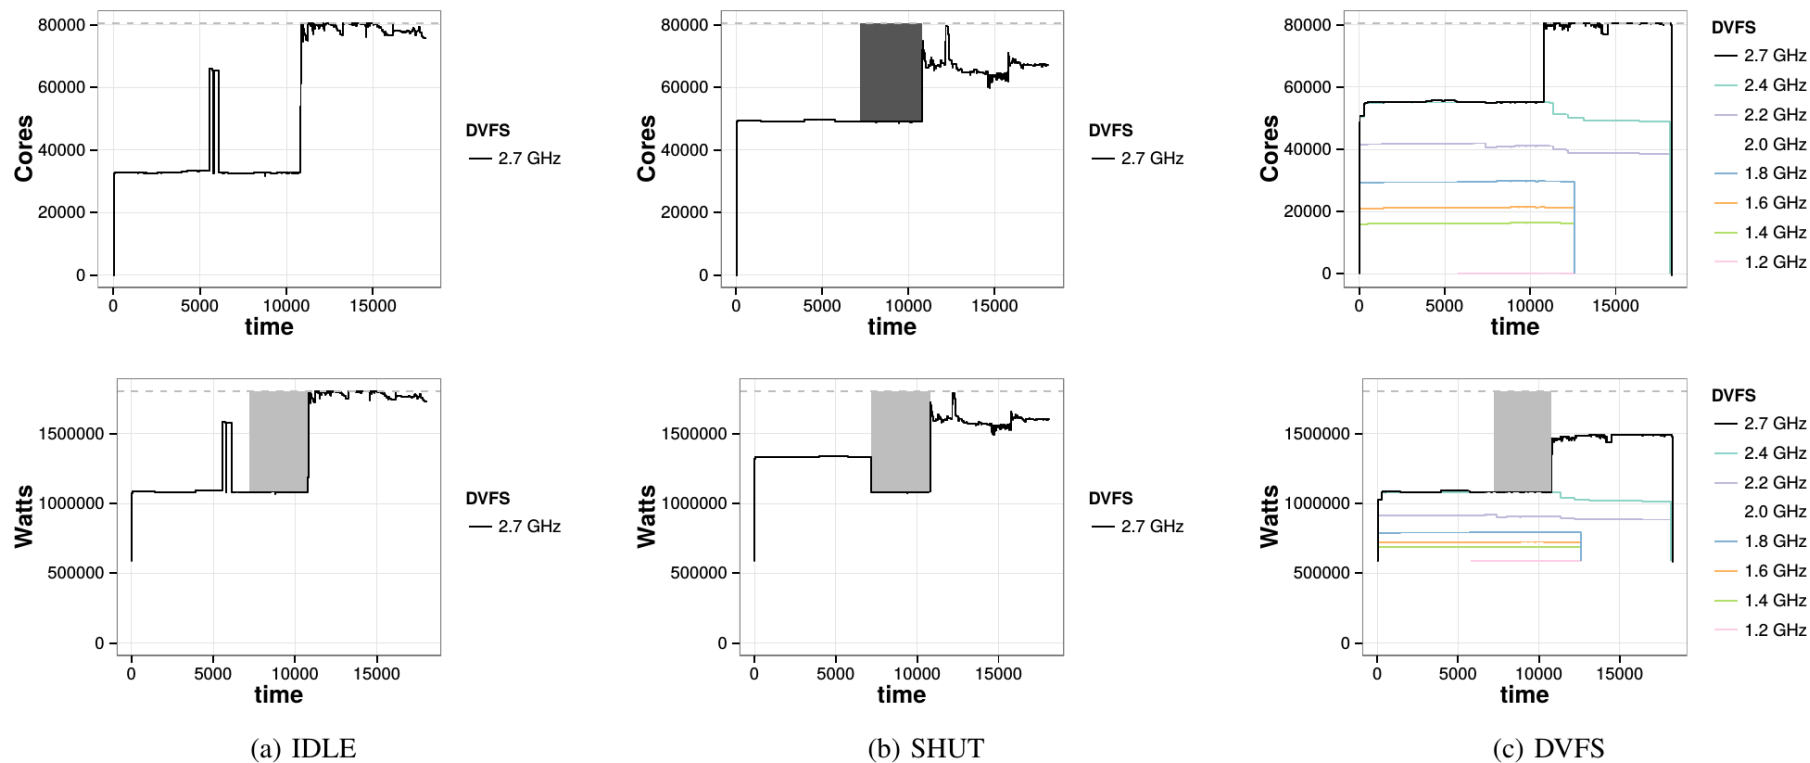 80000
60000
40000
20000
0
Cores
0 5000 10000 15000
time
DVFS
2.7 GHz
80000
60000
40000
20000
0
Cores
0 5000 10000 15000
time
DVFS
2.7 GHz
80000
60000
40000
20000
0
Cores
0 5000 10000 15000
time
DVFS
2.7 GHz
2.4 GHz
2.2 GHz
2.0 GHz
1.8 GHz
1.6 GHz
1.4 GHz
1.2 GHz
1500000
1000000
500000
0
Watts
0 5000 10000 15000
time
DVFS
2.7 GHz
1500000
1000000
500000
0
Watts
0 5000 10000 15000
time
DVFS
2.7 GHz
1500000
1000000
500000
0
Watts
0 5000 10000 15000
time
DVFS
2.7 GHz
2.4 GHz
2.2 GHz
2.0 GHz
1.8 GHz
1.6 GHz
1.4 GHz
1.2 GHz
(a) IDLE
(b) SHUT
(c) DVFS